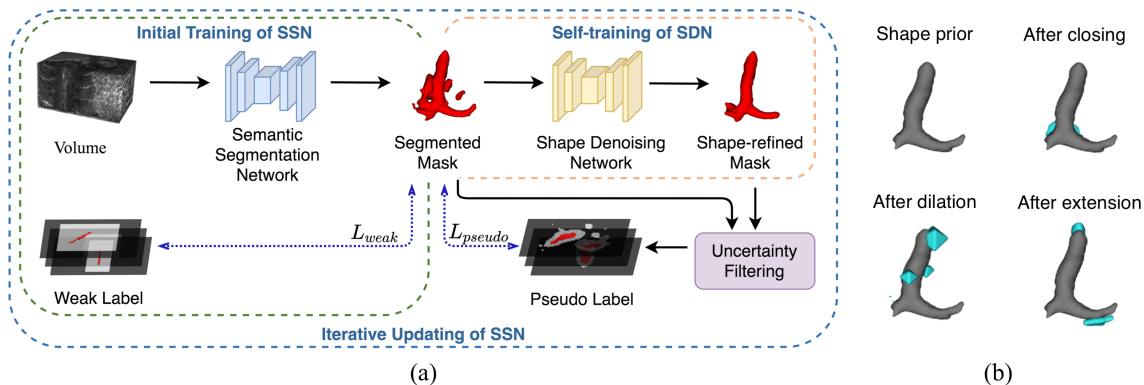 Initial Training of SSN
Self-training of SDN
Volume
Semantic
Segmentation
Network
Segmented
Mask
Shape Denoising
Network
Shape-refined
Mask
L_weak
L_pseudo
Weak Label
Pseudo Label
Uncertainty
Filtering
Iterative Updating of SSN
(a)
Shape prior
After closing
After dilation
After extension
(b)